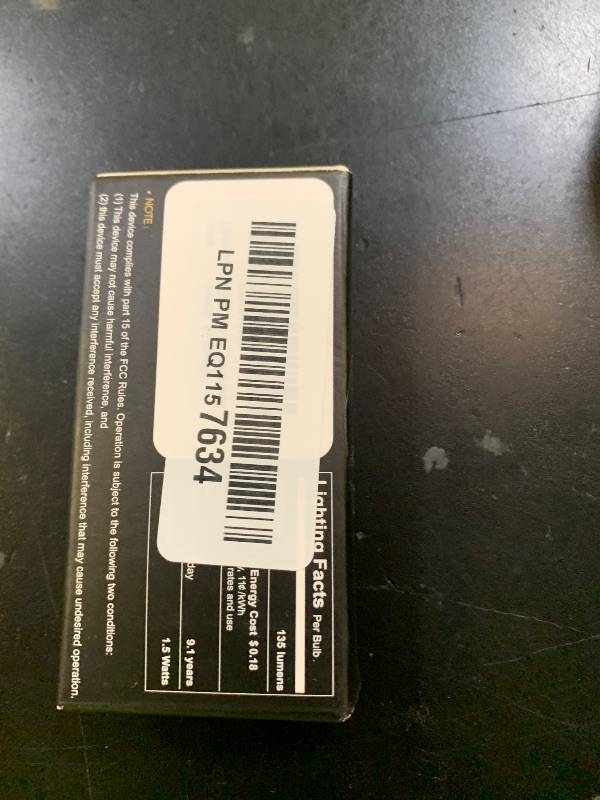 LPN PM EQ1157634
Lighting Facts Per Bulb.
135 lumens
Energy Cost $0.18
, 11¢/kWh
rates and use
day
9.1 years
1.5 Watts
• NOTE :
This device complies with part 15 of the FCC Rules. Operation is subject to the following two conditions:
(1) This device may not cause harmful interference, and
(2) this device must accept any interference received, including interference that may cause undesired operation.